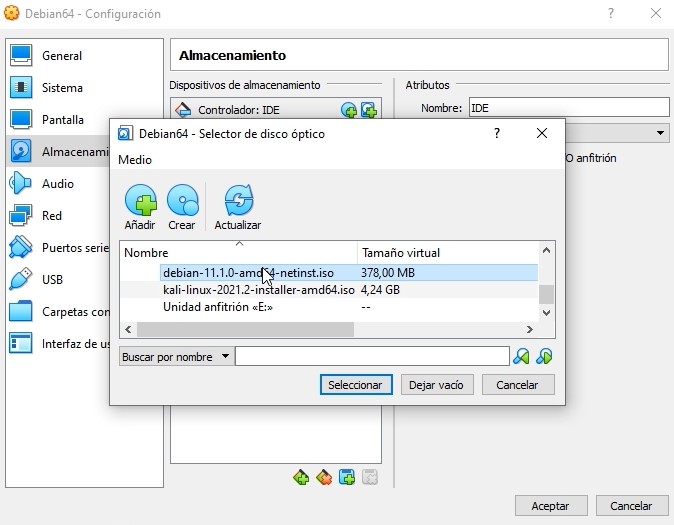 Debian64 - Configuración
?
General
Sistema
Pantalla
Almacenami
Audio
Red
Puertos serie
USB
Carpetas con
Interfaz de us
Almacenamiento
Dispositivos de almacenamiento
Controlador: IDE
Atributos
Nombre: IDE
O anfitrión
Debian64 - Selector de disco óptico
?
Medio
Añadir Crear Actualizar
Nombre Tamaño virtual
debian-11.1.0-amd64-netinst.iso 378,00 MB
kali-linux-2021.2-installer-amd64.iso 4,24 GB
Unidad anfitrión «E:» --
Buscar por nombre
Seleccionar Dejar vacío Cancelar
Aceptar Cancelar